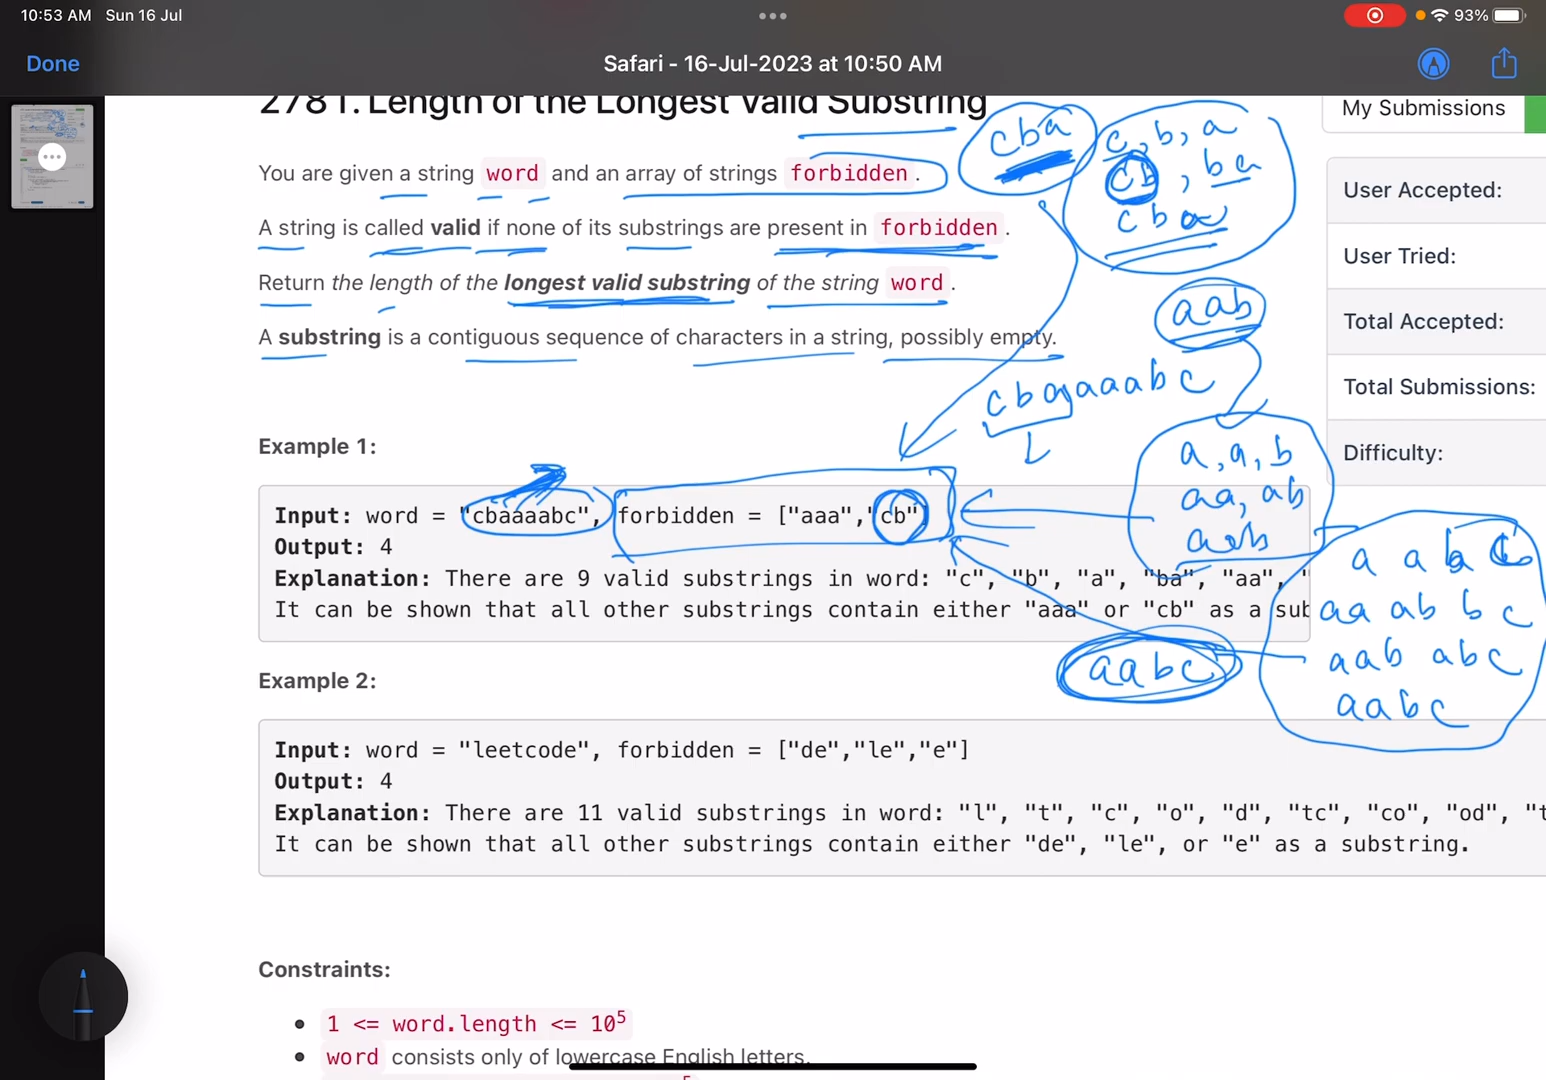 10:53 AM Sun 16 Jul
93%
Done
Safari - 16-Jul-2023 at 10:50 AM
2781. Length of the Longest Valid Substring
My Submissions
You are given a string word and an array of strings forbidden.
A string is called valid if none of its substrings are present in forbidden.
Return the length of the longest valid substring of the string word.
A substring is a contiguous sequence of characters in a string, possibly empty.
cba
c, b, a
cb, ba
cba
aab
User Accepted:
User Tried:
Total Accepted:
Total Submissions:
Difficulty:
a, a, b
aa, ab
aab
Example 1:
Input: word = "cbaaaabc", forbidden = ["aaa","cb"]
Output: 4
Explanation: There are 9 valid substrings in word: "c", "b", "a", "ba", "aa", "
It can be shown that all other substrings contain either "aaa" or "cb" as a sub
aa ab bc
aab abc
aabc
aabc
Example 2:
Input: word = "leetcode", forbidden = ["de","le","e"]
Output: 4
Explanation: There are 11 valid substrings in word: "l", "t", "c", "o", "d", "tc", "co", "od", "t
It can be shown that all other substrings contain either "de", "le", or "e" as a substring.
Constraints:
1 <= word.length <= 10⁵
word consists only of lowercase English letters.